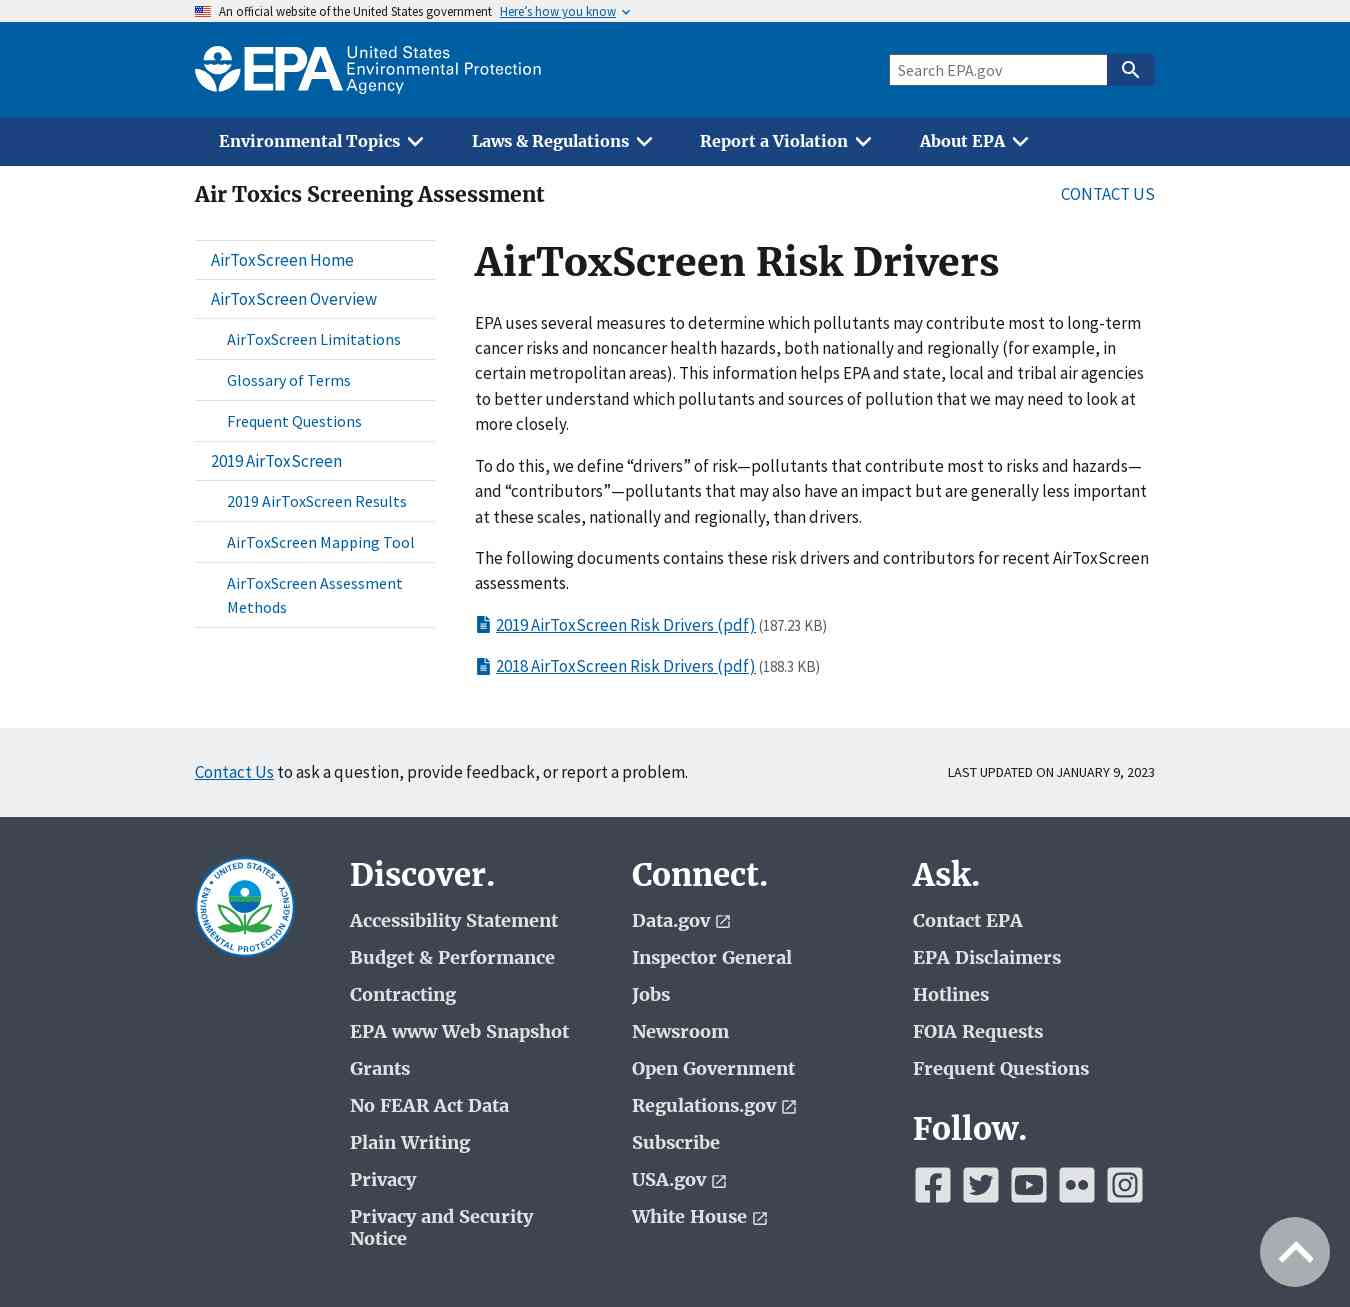 An official website of the United States government Here’s how you know
EPA United States
Environmental Protection
Agency
Search EPA.gov
Environmental Topics Laws & Regulations Report a Violation About EPA
Air Toxics Screening Assessment
CONTACT US
AirToxScreen Home
AirToxScreen Overview
AirToxScreen Limitations
Glossary of Terms
Frequent Questions
2019 AirToxScreen
2019 AirToxScreen Results
AirToxScreen Mapping Tool
AirToxScreen Assessment
Methods
AirToxScreen Risk Drivers
EPA uses several measures to determine which pollutants may contribute most to long-term
cancer risks and noncancer health hazards, both nationally and regionally (for example, in
certain metropolitan areas). This information helps EPA and state, local and tribal air agencies
to better understand which pollutants and sources of pollution that we may need to look at
more closely.
To do this, we define “drivers” of risk—pollutants that contribute most to risks and hazards—
and “contributors”—pollutants that may also have an impact but are generally less important
at these scales, nationally and regionally, than drivers.
The following documents contains these risk drivers and contributors for recent AirToxScreen
assessments.
2019 AirToxScreen Risk Drivers (pdf) (187.23 KB)
2018 AirToxScreen Risk Drivers (pdf) (188.3 KB)
Contact Us to ask a question, provide feedback, or report a problem.
LAST UPDATED ON JANUARY 9, 2023
UNITED STATES
ENVIRONMENTAL PROTECTION AGENCY
Discover.
Accessibility Statement
Budget & Performance
Contracting
EPA www Web Snapshot
Grants
No FEAR Act Data
Plain Writing
Privacy
Privacy and Security
Notice
Connect.
Data.gov
Inspector General
Jobs
Newsroom
Open Government
Regulations.gov
Subscribe
USA.gov
White House
Ask.
Contact EPA
EPA Disclaimers
Hotlines
FOIA Requests
Frequent Questions
Follow.